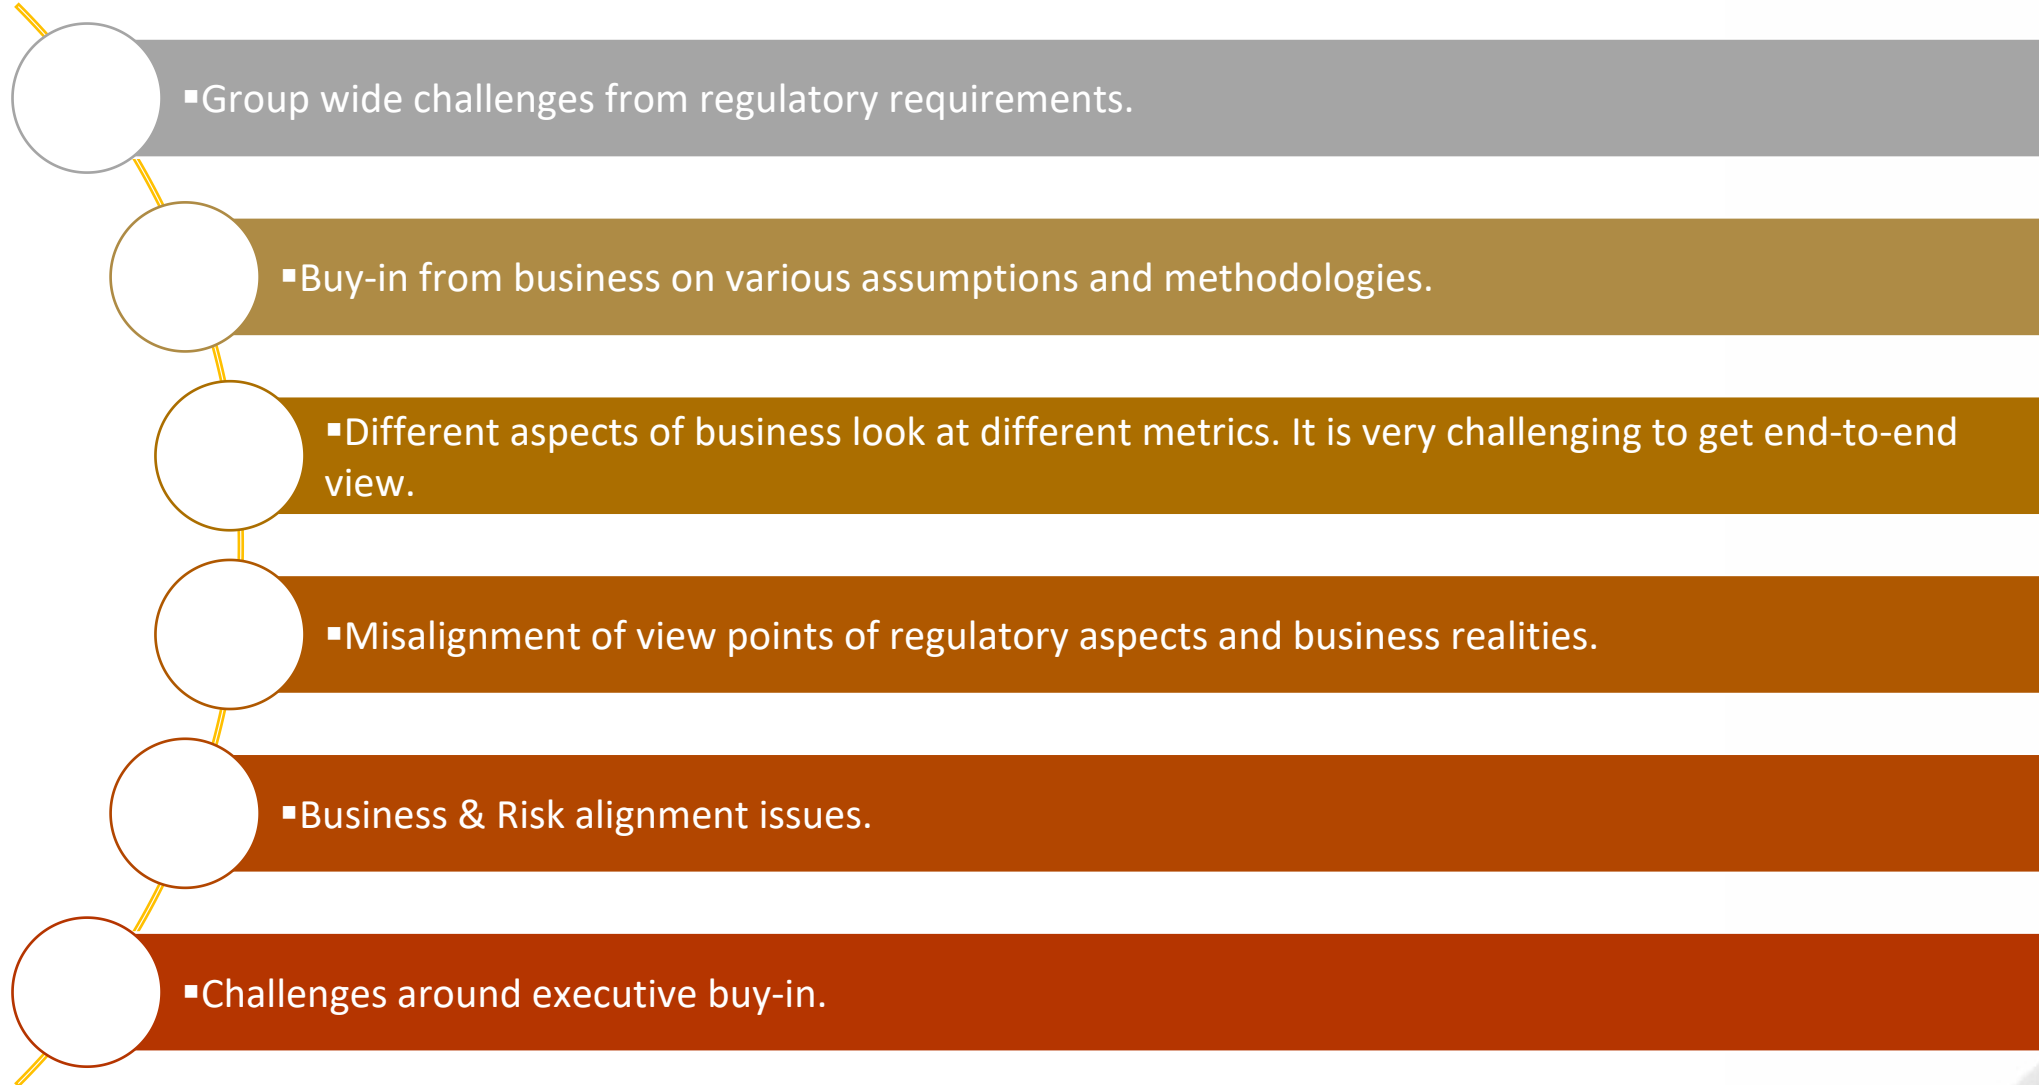 ▪Group wide challenges from regulatory requirements.
▪Buy-in from business on various assumptions and methodologies.
▪Different aspects of business look at different metrics. It is very challenging to get end-to-end
view.
▪Misalignment of view points of regulatory aspects and business realities.
▪Business & Risk alignment issues.
▪Challenges around executive buy-in.